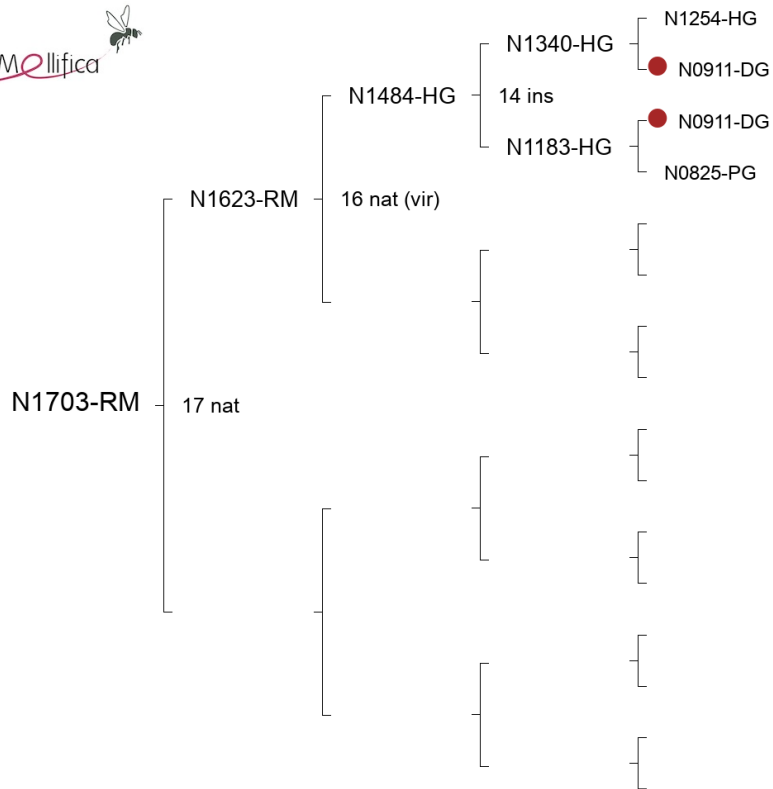 Mellifica
N1254-HG
N1340-HG
N0911-DG
N1484-HG
14 ins
N0911-DG
N1183-HG
N0825-PG
N1623-RM
16 nat (vir)
N1703-RM
17 nat